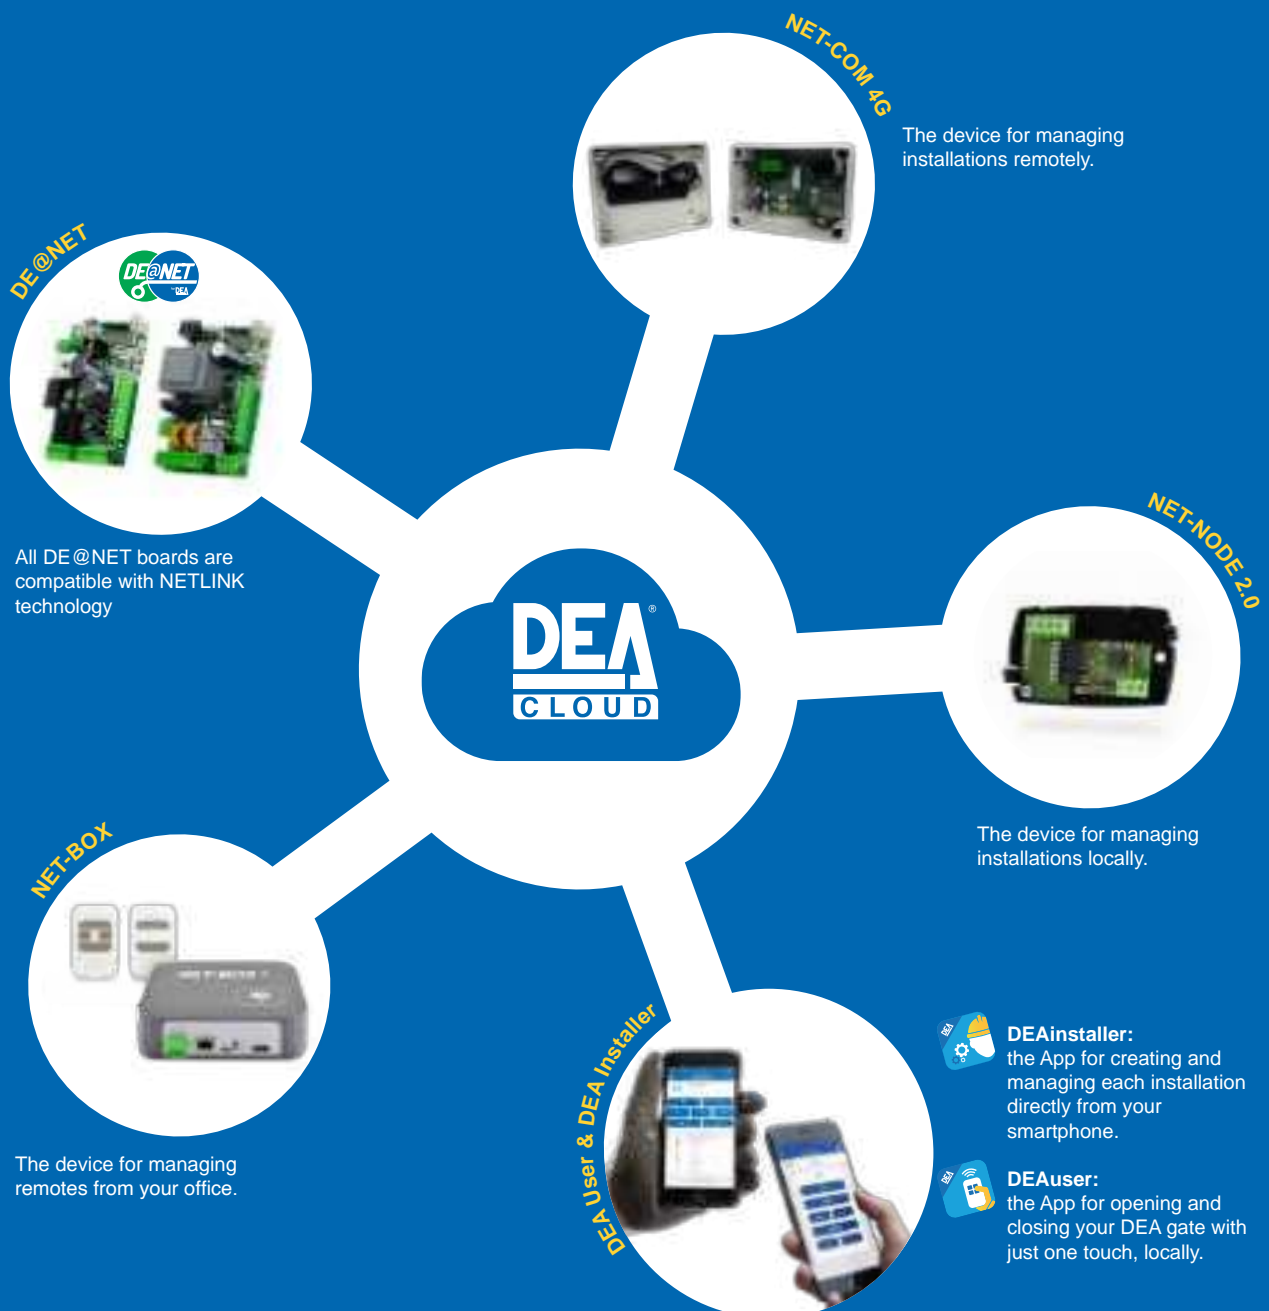 NET-COM 4G
The device for managing
installations remotely.
DE@NET
DE@NET
DEA
All DE@NET boards are
compatible with NETLINK
technology
NET-NODE 2.0
The device for managing
installations locally.
DEA®
CLOUD
NET-BOX
The device for managing
remotes from your office.
DEA User & DEA Installer
DEA
DEAinstaller:
the App for creating and
managing each installation
directly from your
smartphone.
DEA
DEAuser:
the App for opening and
closing your DEA gate with
just one touch, locally.